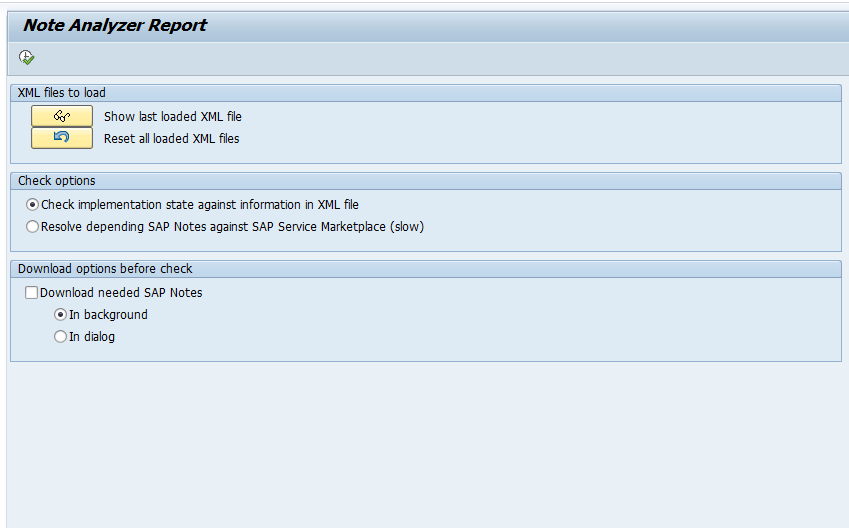 Note Analyzer Report
XML files to load
Show last loaded XML file
Reset all loaded XML files
Check options
Check implementation state against information in XML file
Resolve depending SAP Notes against SAP Service Marketplace (slow)
Download options before check
Download needed SAP Notes
In background
In dialog